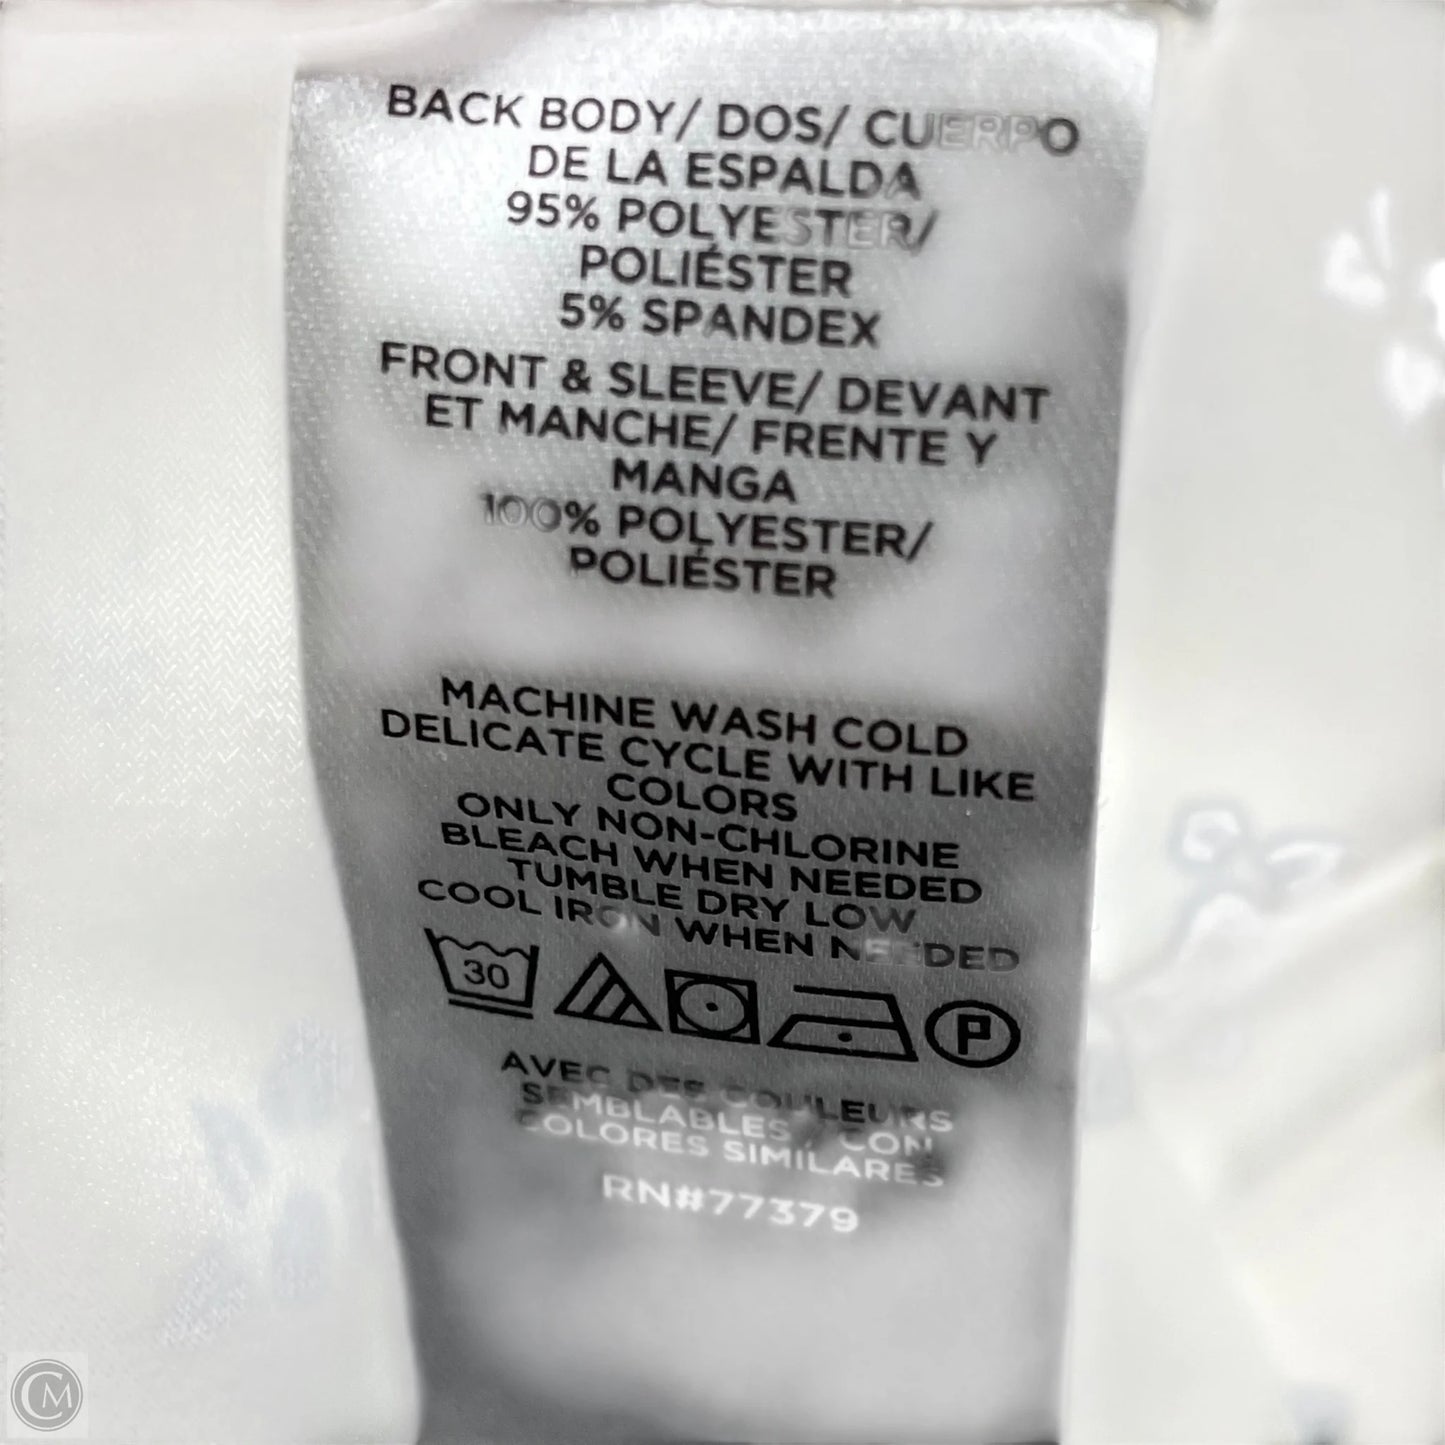 BACK BODY/ DOS/ CUERPO
DE LA ESPALDA
95% POLYESTER/
POLIÉSTER
5% SPANDEX
FRONT & SLEEVE/ DEVANT
ET MANCHE/ FRENTE Y
MANGA
100% POLYESTER/
POLIÉSTER
MACHINE WASH COLD
DELICATE CYCLE WITH LIKE
COLORS
ONLY NON-CHLORINE
BLEACH WHEN NEEDED
TUMBLE DRY LOW
COOL IRON WHEN NEEDED
30 P
AVEC DES COULEURS
SEMBLABLES / CON
COLORES SIMILARES
RN#77379
CM